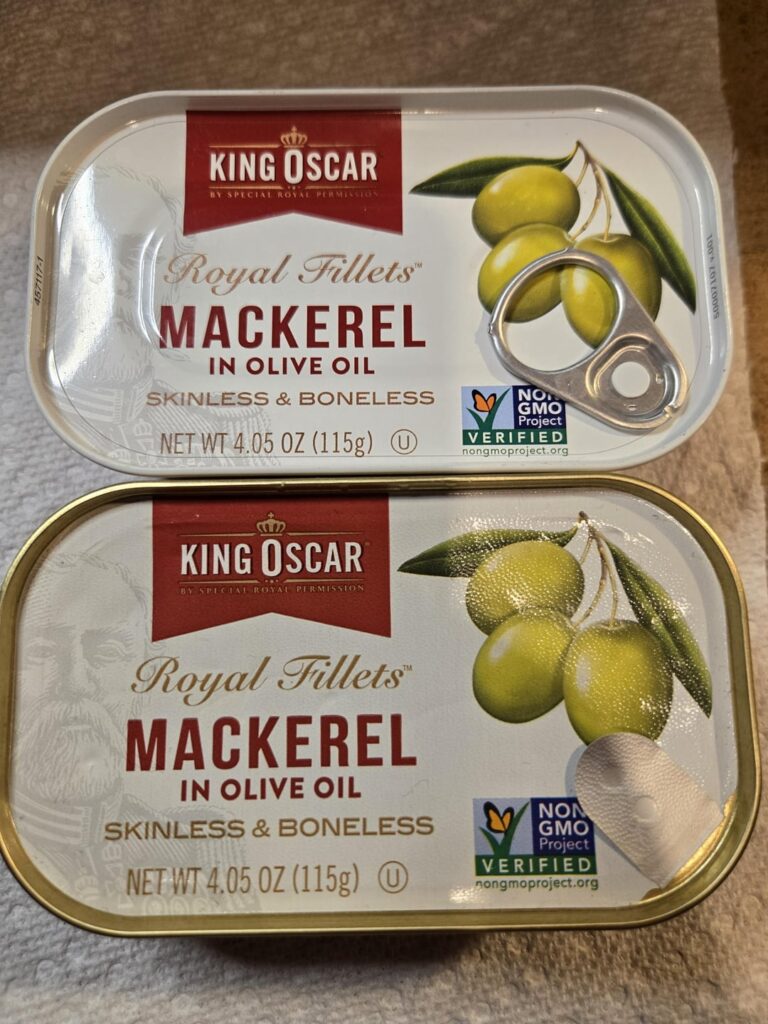 KING OSCAR
BY SPECIAL ROYAL PERMISSION
Royal Fillets™
MACKEREL
IN OLIVE OIL
SKINLESS & BONELESS
NET WT 4.05 OZ (115g) U
NON
GMO
Project
VERIFIED
nongmoproject.org
457117-1
KING OSCAR
BY SPECIAL ROYAL PERMISSION
Royal Fillets™
MACKEREL
IN OLIVE OIL
SKINLESS & BONELESS
NET WT 4.05 OZ (115g) U
NON
GMO
Project
VERIFIED
nongmoproject.org